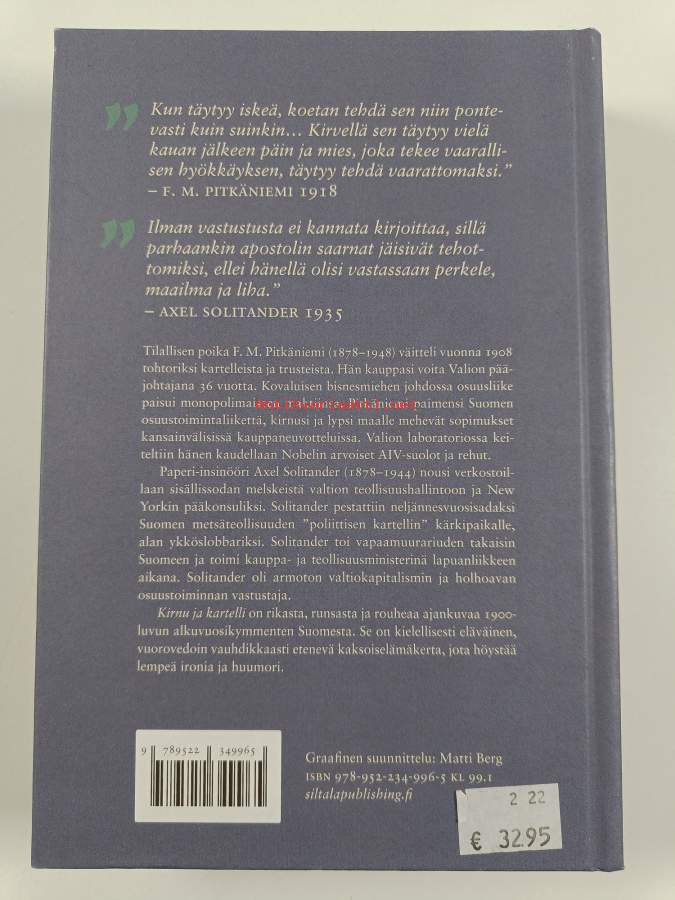 ” Kun täytyy iskeä, koetan tehdä sen niin ponte-
vasti kuin suinkin... Kirvellä sen täytyy vielä
kauan jälkeen päin ja mies, joka tekee vaaralli-
sen hyökkäyksen, täytyy tehdä vaarattomaksi.”
– F. M. PITKÄNIEMI 1918
” Ilman vastustusta ei kannata kirjoittaa, sillä
parhaankin apostolin saarnat jäisivät tehot-
tomiksi, ellei hänellä olisi vastassaan perkele,
maailma ja liha.”
– AXEL SOLITANDER 1935
Tilallisen poika F. M. Pitkäniemi (1878–1948) väitteli vuonna 1908
tohtoriksi kartelleista ja trusteista. Hän kauppasi voita Valion pää-
johtajana 36 vuotta. Kovaluisen bisnesmiehen johdossa osuusliike
paisui monopolimaisen Pitkäniemi paimensi Suomen
osuustoimintaliikettä, kirnusi ja lypsi maalle mehevät sopimukset
kansainvälisissä kauppaneuvotteluissa. Valion laboratoriossa kei-
teltiin hänen kaudellaan Nobelin arvoiset AIV-suolot ja rehut.
Paperi-insinööri Axel Solitander (1878–1944) nousi verkostoil-
laan sisällissodan melskeistä valtion teollisuushallintoon ja New
Yorkin pääkonsuliksi. Solitander pestattiin neljännesvuosisadaksi
Suomen metsäteollisuuden ”poliittisen kartellin” kärkipaikalle,
alan ykköslobbariksi. Solitander toi vapaamuurariuden takaisin
Suomeen ja toimi kauppa- ja teollisuusministerinä lapuanliikkeen
aikana. Solitander oli armoton valtiokapitalismin ja holhoavan
osuustoiminnan vastustaja.
Kirnu ja kartelli on rikasta, runsasta ja rouheaa ajankuvaa 1900-
luvun alkuvuosikymmenten Suomesta. Se on kielellisesti eläväinen,
vuorovedoin vauhdikkaasti etenevä kaksoiselämäkerta, jota höystää
lempeä ironia ja huumori.
9 789522 349965
Graafinen suunnittelu: Matti Berg
ISBN 978-952-234-996-5 KL 99.1
siltalapublishing.fi
2 22
€ 32.95